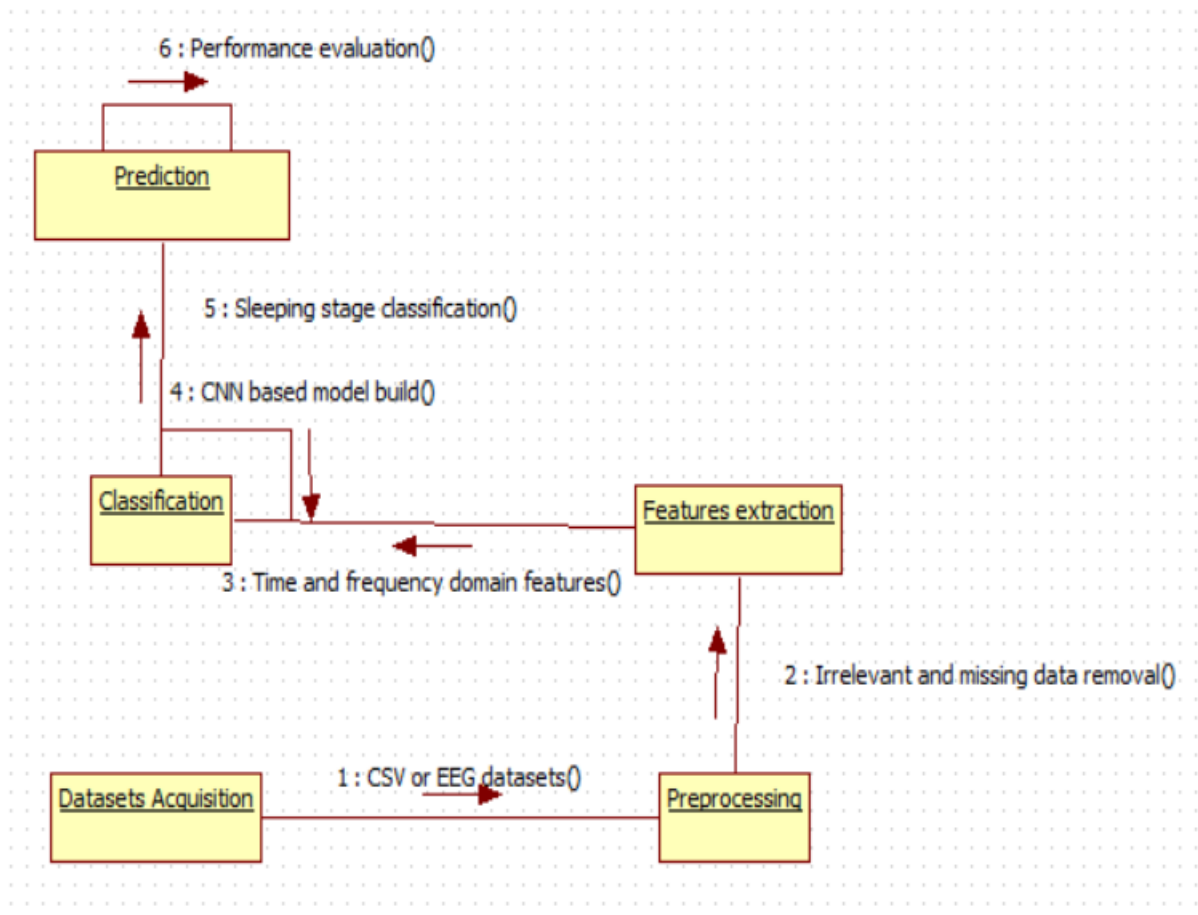 6 : Performance evaluation()
Prediction
5 : Sleeping stage classification()
4 : CNN based model build()
Classification
Features extraction
3 : Time and frequency domain features()
2 : Irrelevant and missing data removal()
1 : CSV or EEG datasets()
Datasets Acquisition
Preprocessing